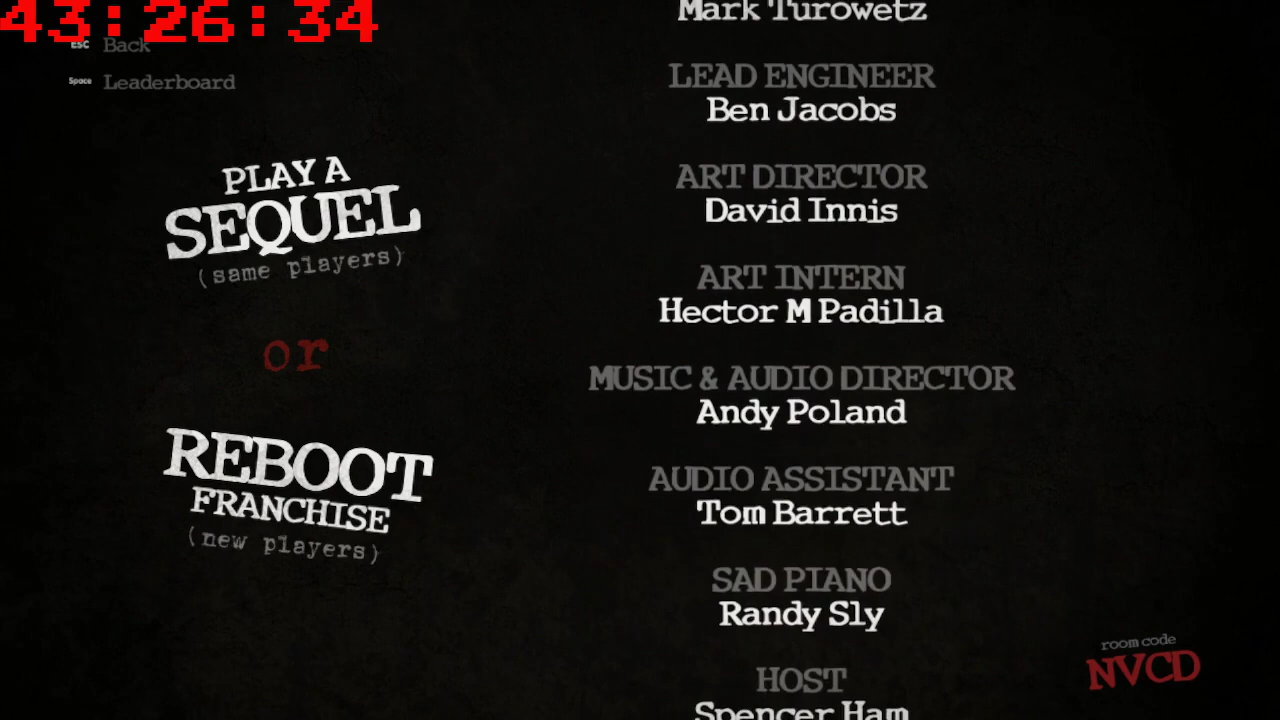 43:26:34
ESC Back
Space Leaderboard
PLAY A
SEQUEL
(same players)
or
REBOOT
FRANCHISE
(new players)
Mark Turowetz
LEAD ENGINEER
Ben Jacobs
ART DIRECTOR
David Innis
ART INTERN
Hector M Padilla
MUSIC & AUDIO DIRECTOR
Andy Poland
AUDIO ASSISTANT
Tom Barrett
SAD PIANO
Randy Sly
HOST
Spencer Ham
room code
NVCD